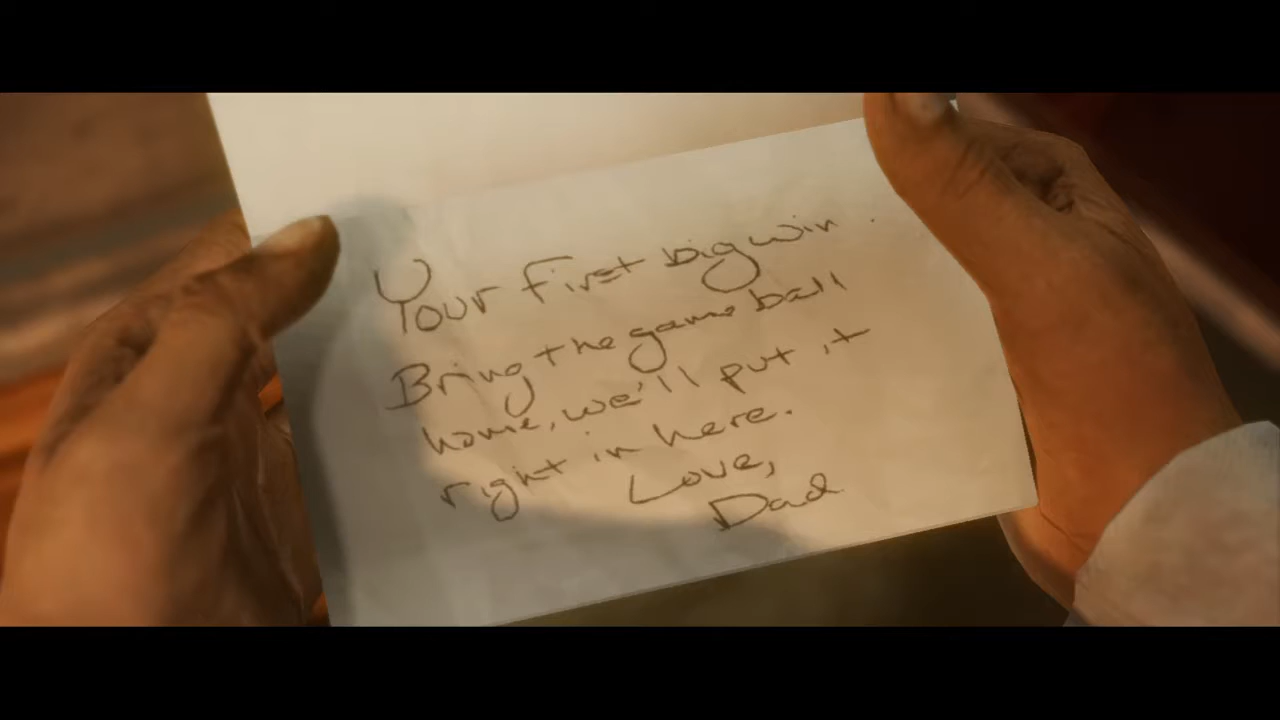 Your first big win.
Bring the game ball
home, we'll put it
right in here.
Love,
Dad